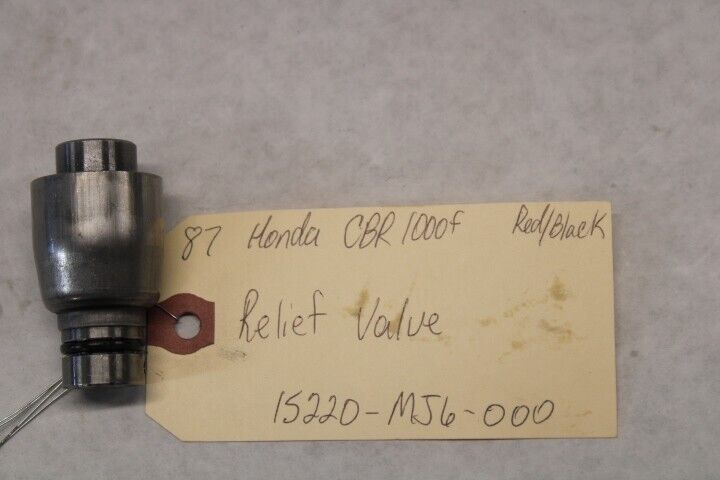 87 Honda CBR 1000f Red/Black
Relief Valve
15220-MJ6-000